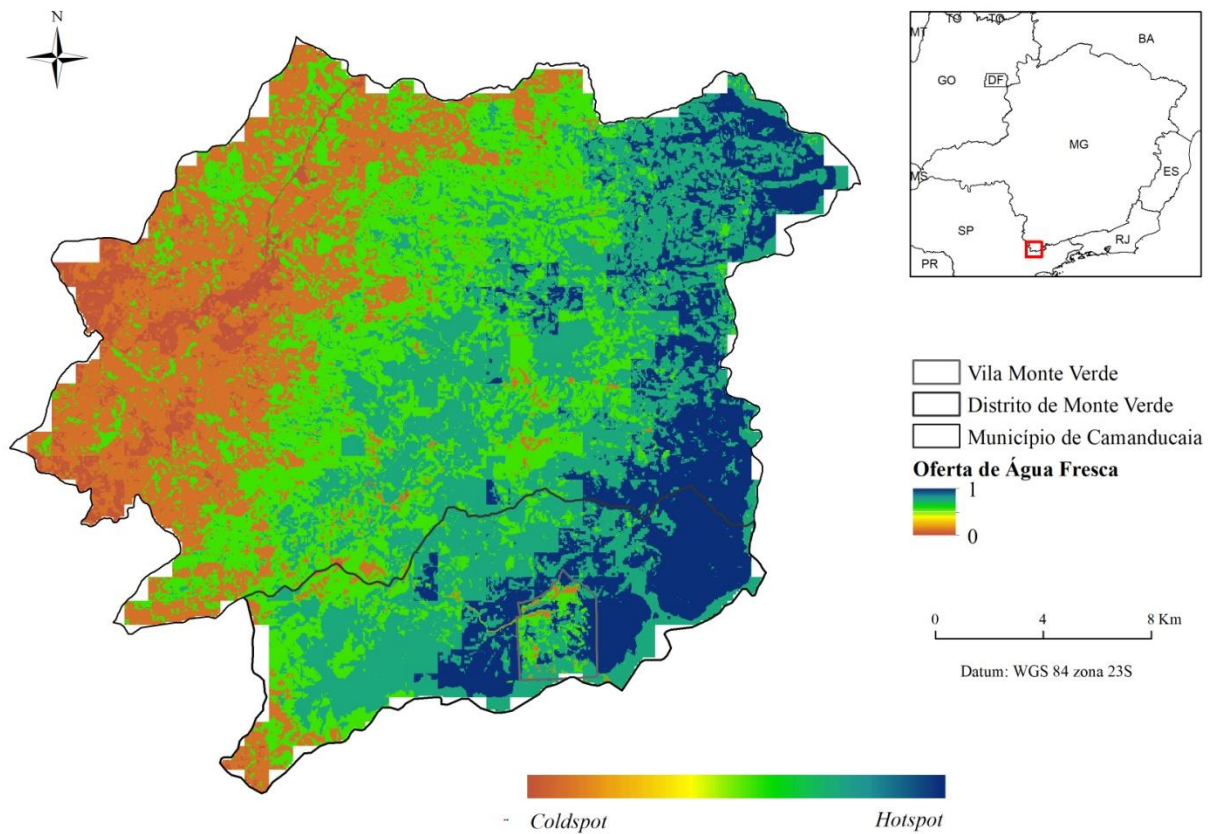 N
MT
TO
TO
BA
GO
DF
MG
MS
ES
SP
RJ
PR
Vila Monte Verde
Distrito de Monte Verde
Município de Camanducaia
Oferta de Água Fresca
1
0
0 4 8 Km
Datum: WGS 84 zona 23S
Coldspot Hotspot